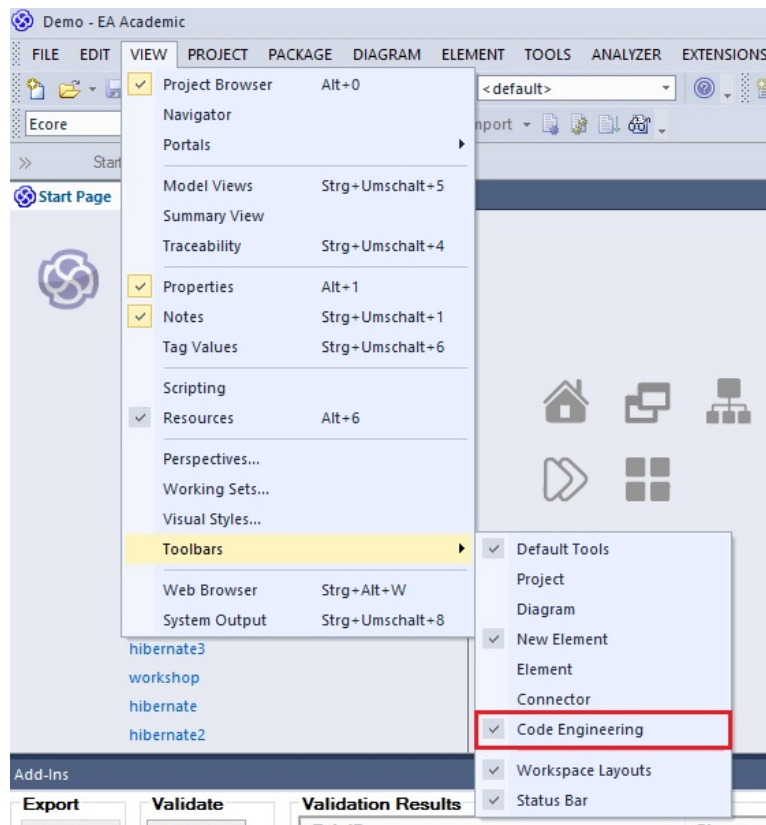 Demo - EA Academic
FILE EDIT VIEW PROJECT PACKAGE DIAGRAM ELEMENT TOOLS ANALYZER EXTENSIONS
<default>
Ecore
Start Page
Project Browser Alt+0
Navigator
Portals
Model Views Strg+Umschalt+5
Summary View
Traceability Strg+Umschalt+4
Properties Alt+1
Notes Strg+Umschalt+1
Tag Values Strg+Umschalt+6
Scripting
Resources Alt+6
Perspectives...
Working Sets...
Visual Styles...
Toolbars
Web Browser Strg+Alt+W
System Output Strg+Umschalt+8
Default Tools
Project
Diagram
New Element
Element
Connector
Code Engineering
Workspace Layouts
Status Bar
hibernate3
workshop
hibernate
hibernate2
Add-Ins
Export Validate Validation Results